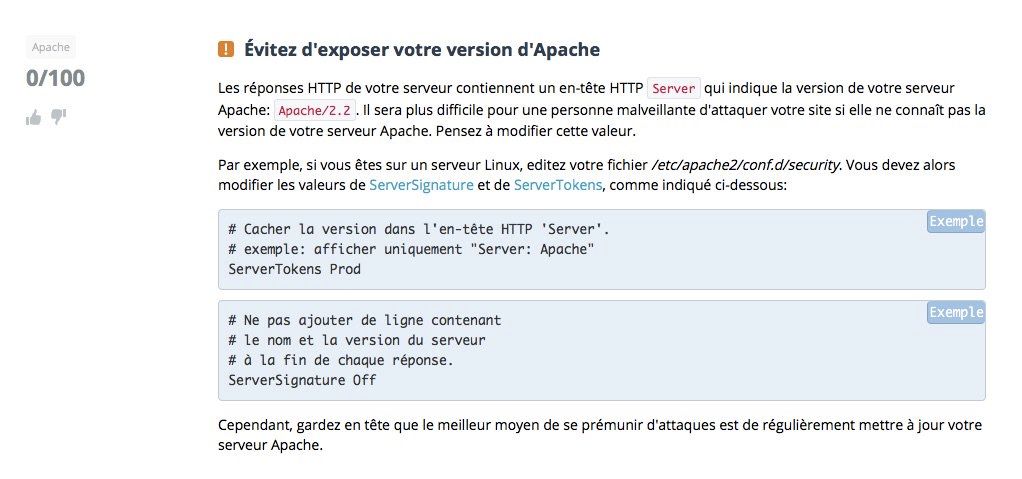 Apache
0/100
Évitez d'exposer votre version d'Apache
Les réponses HTTP de votre serveur contiennent un en-tête HTTP Server qui indique la version de votre serveur
Apache: Apache/2.2. Il sera plus difficile pour une personne malveillante d'attaquer votre site si elle ne connaît pas la
version de votre serveur Apache. Pensez à modifier cette valeur.
Par exemple, si vous êtes sur un serveur Linux, editez votre fichier /etc/apache2/conf.d/security. Vous devez alors
modifier les valeurs de ServerSignature et de ServerTokens, comme indiqué ci-dessous:
Exemple
# Cacher la version dans l'en-tête HTTP 'Server'.
# exemple: afficher uniquement "Server: Apache"
ServerTokens Prod
Exemple
# Ne pas ajouter de ligne contenant
# le nom et la version du serveur
# à la fin de chaque réponse.
ServerSignature Off
Cependant, gardez en tête que le meilleur moyen de se prémunir d'attaques est de régulièrement mettre à jour votre
serveur Apache.